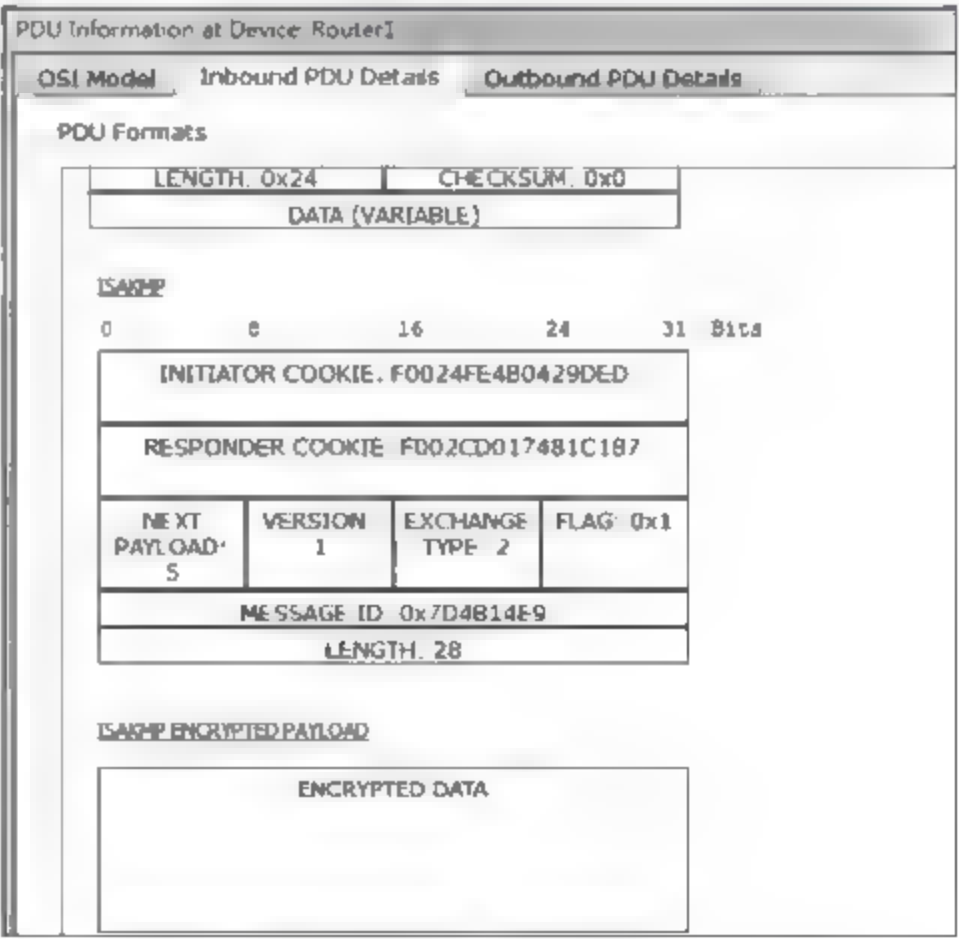 PDU Information at Device: Router1
OSI Model Inbound PDU Details Outbound PDU Details
PDU Formats
LENGTH: 0x24 CHECKSUM: 0x0
DATA (VARIABLE)
ISAKMP
0 8 16 24 31 Bits
INITIATOR COOKIE: F0024FE4B0429DED
RESPONDER COOKIE: F002CD017481C1B7
NEXT VERSION EXCHANGE FLAG: 0x1
PAYLOAD: 1 TYPE: 2
5
MESSAGE ID: 0x7D4B14E9
LENGTH: 28
ISAKMP ENCRYPTED PAYLOAD
ENCRYPTED DATA